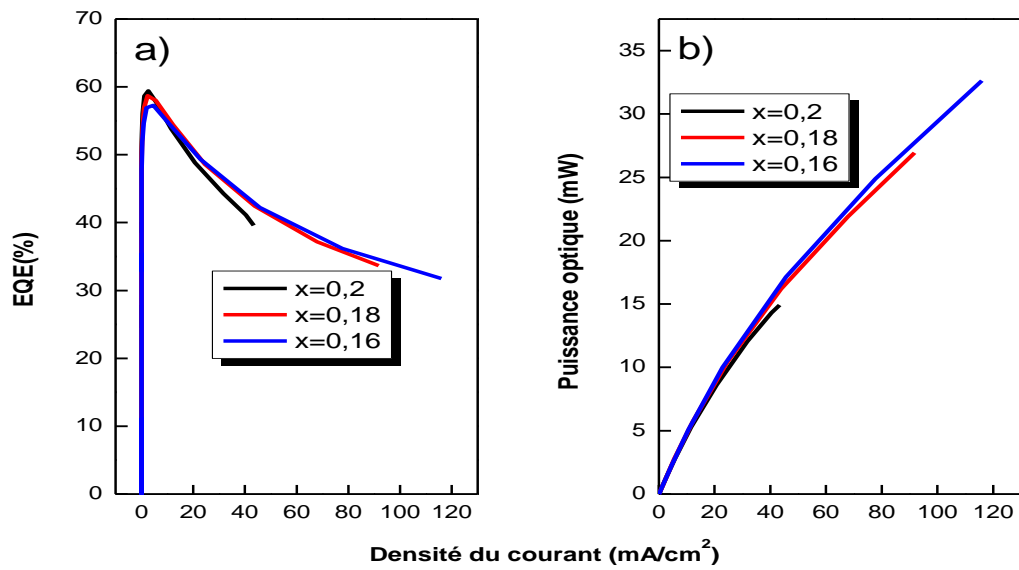 a)
EQE(%)
70
60
50
40
30
20
10
0
x=0,2
x=0,18
x=0,16
0 20 40 60 80 100 120
b)
Puissance optique (mW)
35
30
25
20
15
10
5
0
x=0,2
x=0,18
x=0,16
0 20 40 60 80 100 120
Densité du courant (mA/cm²)